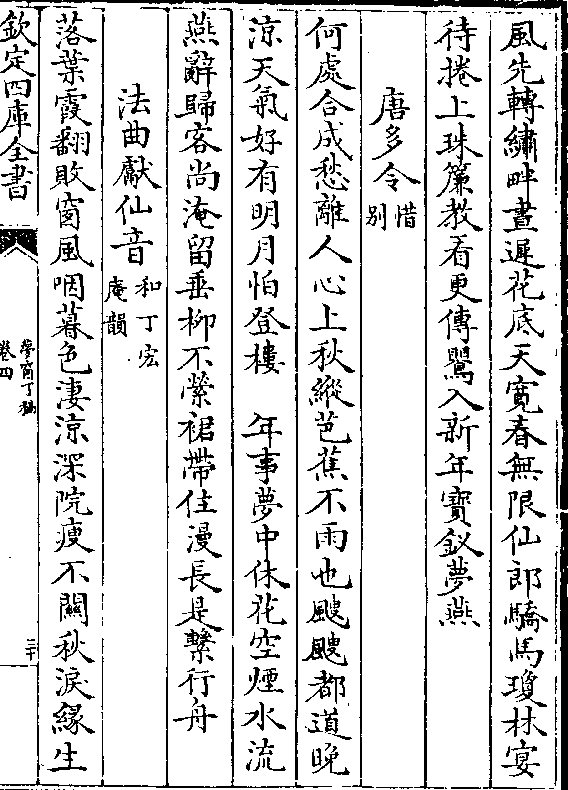 風先轉繡畔晝遲花底天寛春無限仙郎驕馬瓊林宴
待捲上珠簾教看更傳鶯入新年寶釵夢燕
唐多令惜别
何處合成愁離人心上秋縱芭蕉不雨也颼颼都道晚
涼天氣好有明月怕登樓　年事夢中休花空煙水流
燕辭歸客尚淹留垂柳不縈裙帶住漫長是繫行舟
法曲獻仙音和丁宏庵韻
落葉霞翻敗窗風咽暮色淒涼深院瘦不關秋淚緣生
欽定四庫全書
夢窗丁稿
卷四
三十